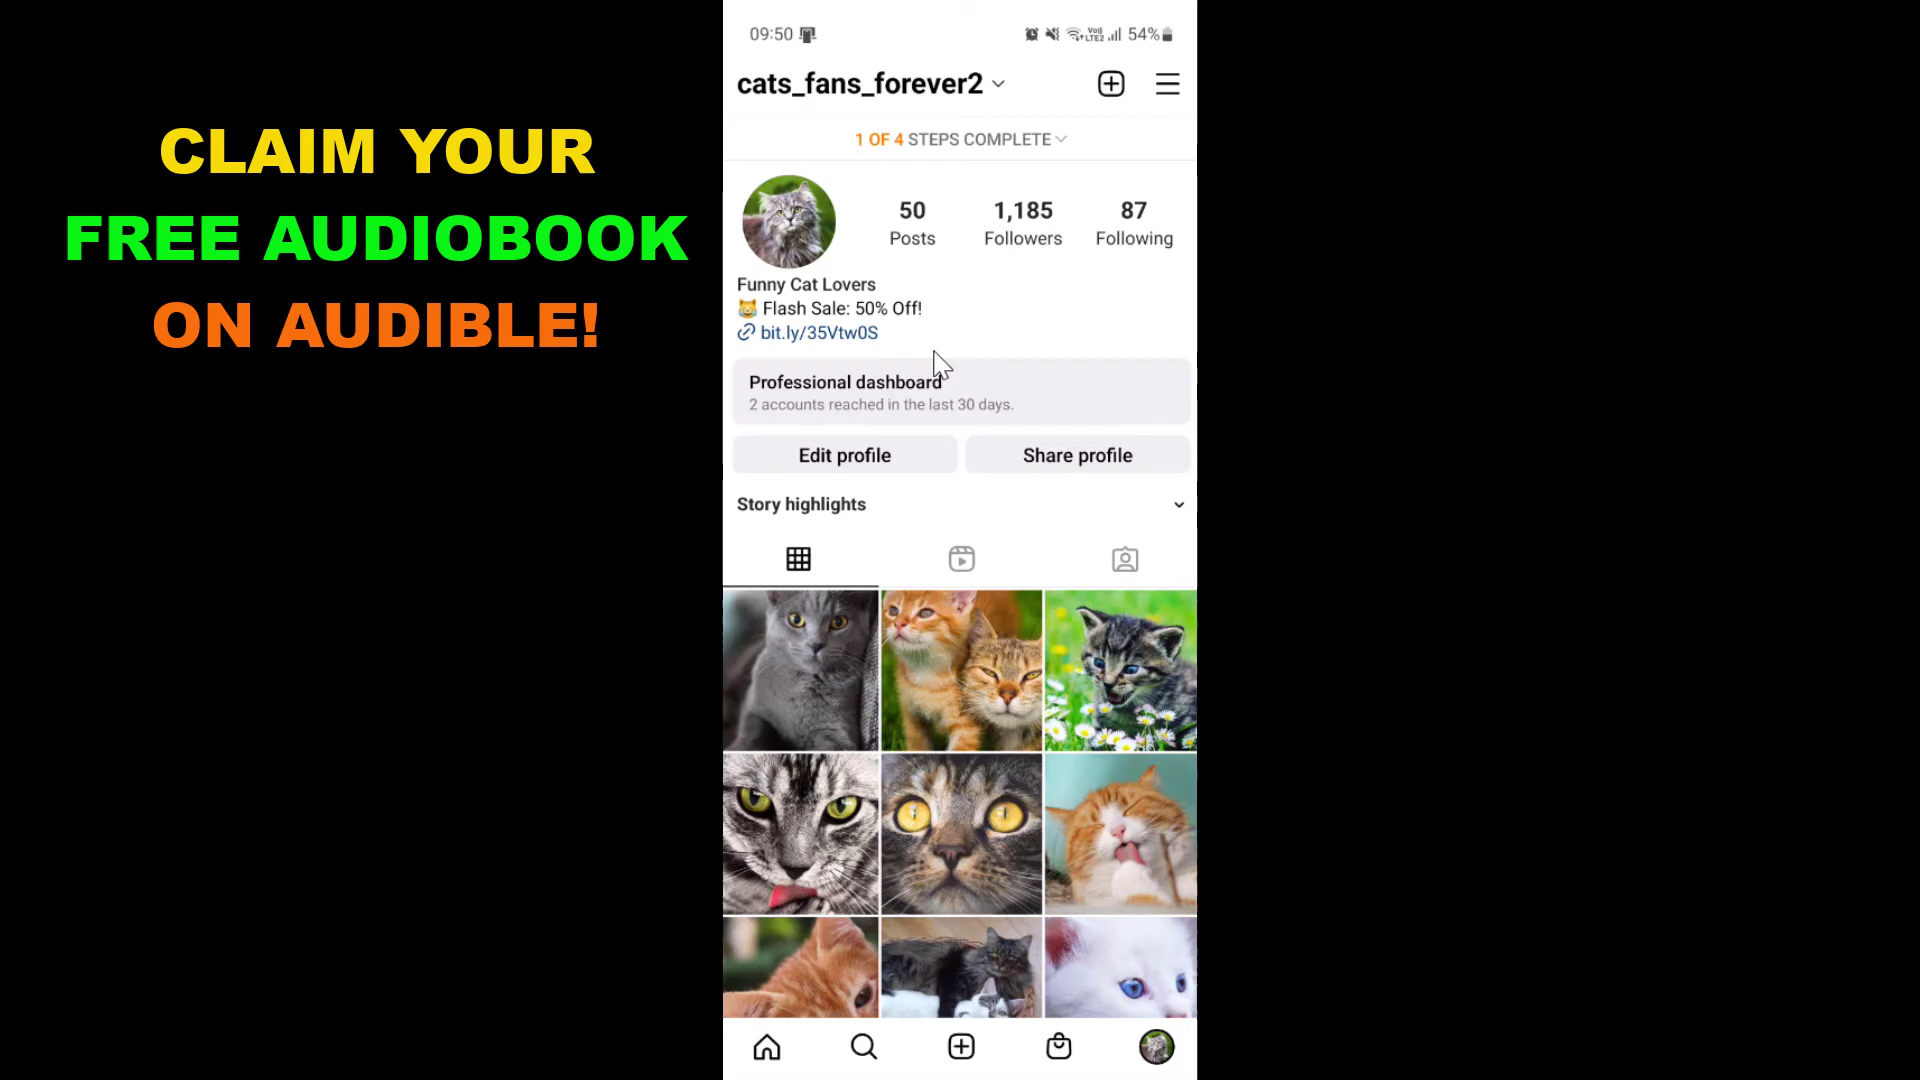 CLAIM YOUR
FREE AUDIOBOOK
ON AUDIBLE!
09:50
Vo)) LTE2 54%
cats_fans_forever2
1 OF 4 STEPS COMPLETE
50 1,185 87
Posts Followers Following
Funny Cat Lovers
Flash Sale: 50% Off!
bit.ly/35Vtw0S
Professional dashboard
2 accounts reached in the last 30 days.
Edit profile Share profile
Story highlights